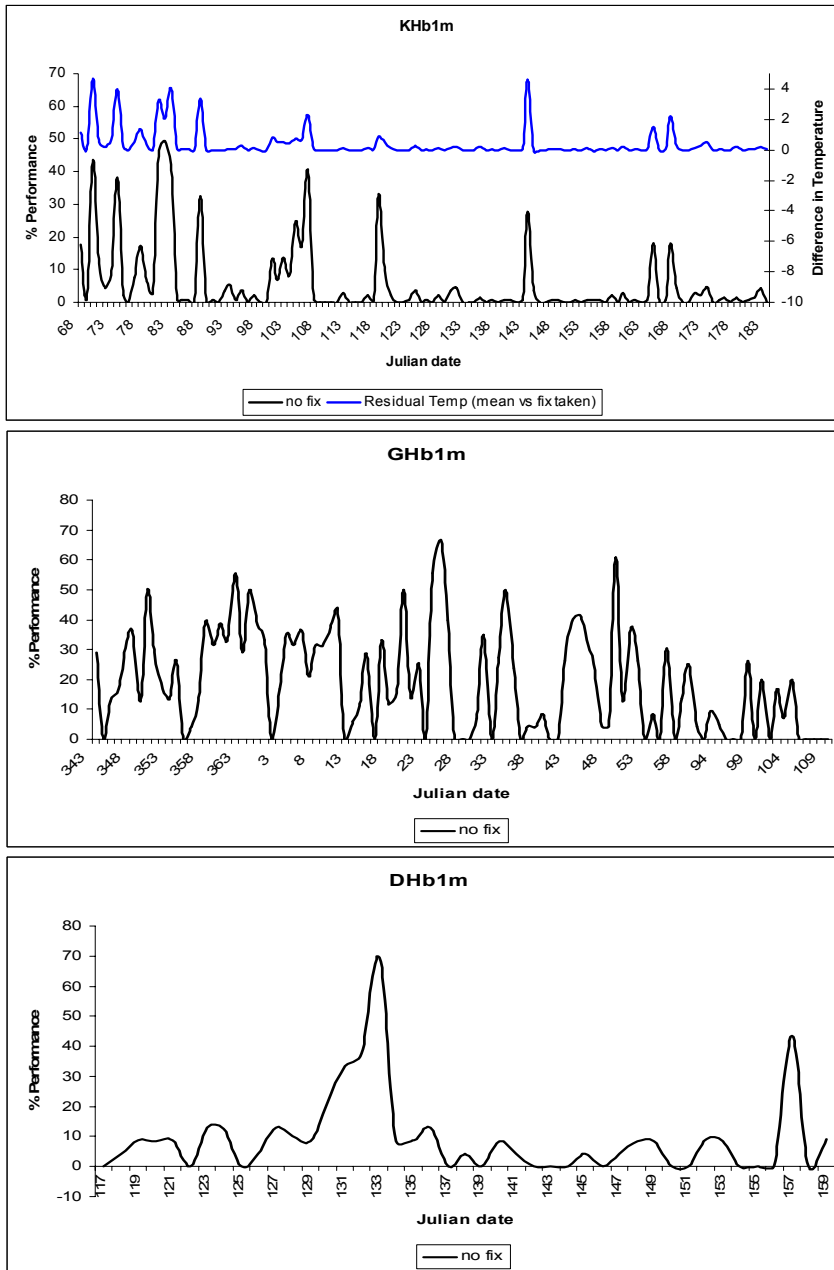 KHb1m
70
60
50
40
30
20
10
0
% Performance
4
2
0
-2
-4
-6
-8
-10
Difference in Temperature
68 73 78 83 88 93 98 103 108 113 118 123 128 133 138 143 148 153 158 163 168 173 178 183
Julian date
no fix Residual Temp (mean vs fix taken)
GHb1m
80
70
60
50
40
30
20
10
0
% Performance
343 348 353 358 363 3 8 13 18 23 28 33 38 43 48 53 58 94 99 104 109
Julian date
no fix
DHb1m
80
70
60
50
40
30
20
10
0
-10
% Performance
117 119 121 123 125 127 129 131 133 135 137 139 141 143 145 147 149 151 153 155 157 159
Julian date
no fix